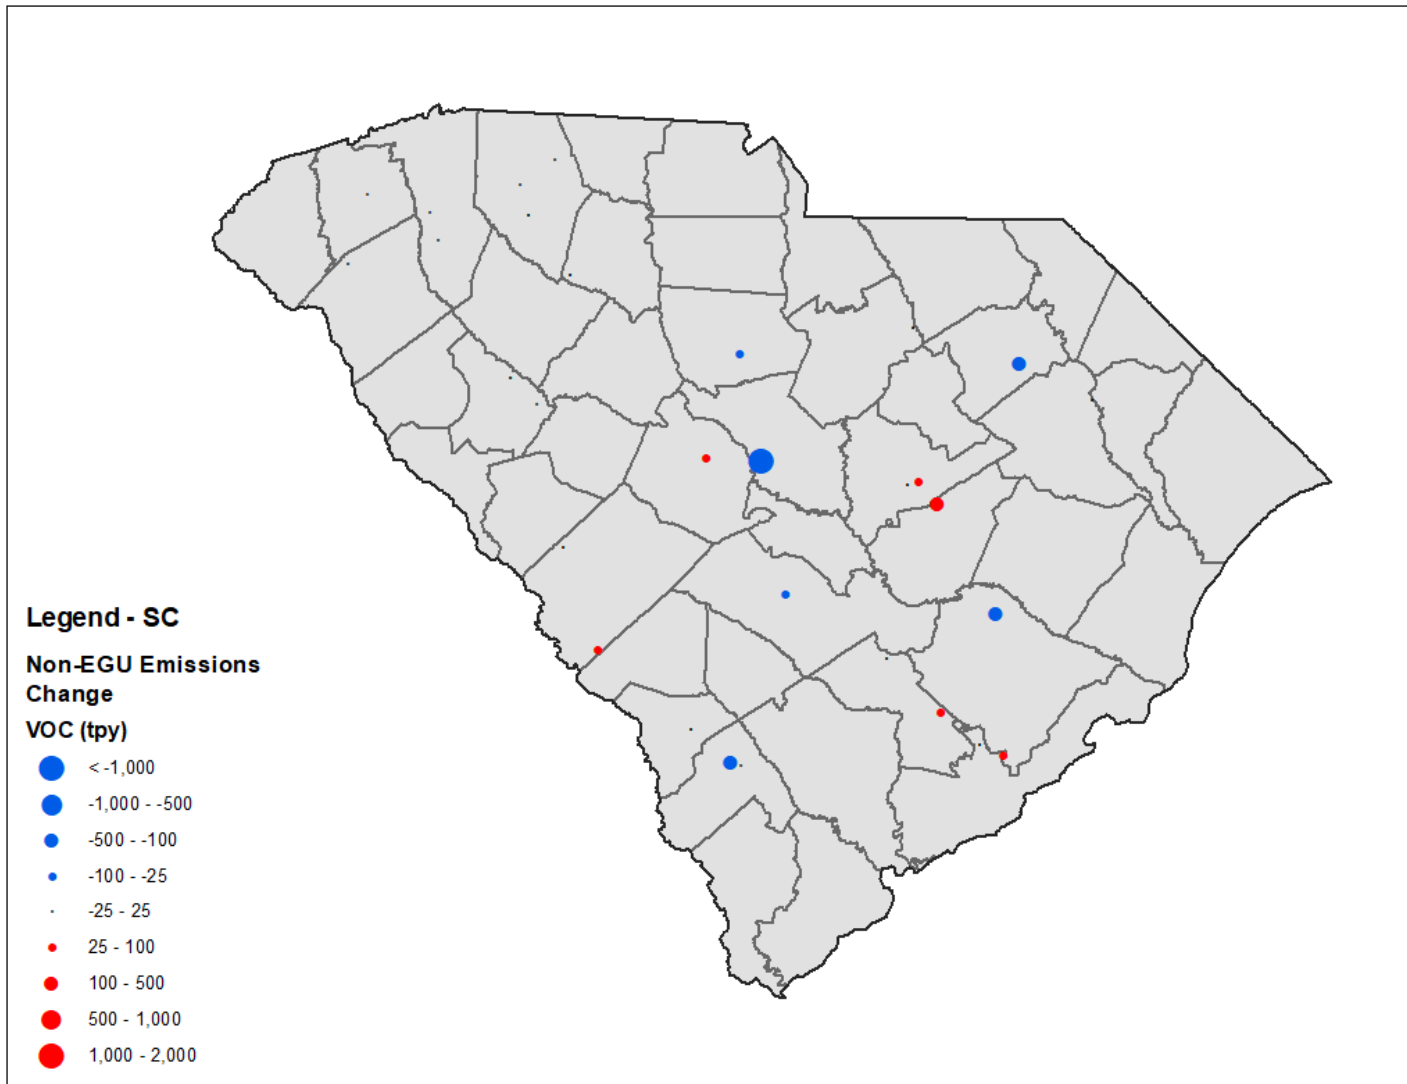 Legend - SC
Non-EGU Emissions
Change
VOC (tpy)
< -1,000
-1,000 - -500
-500 - -100
-100 - -25
-25 - 25
25 - 100
100 - 500
500 - 1,000
1,000 - 2,000